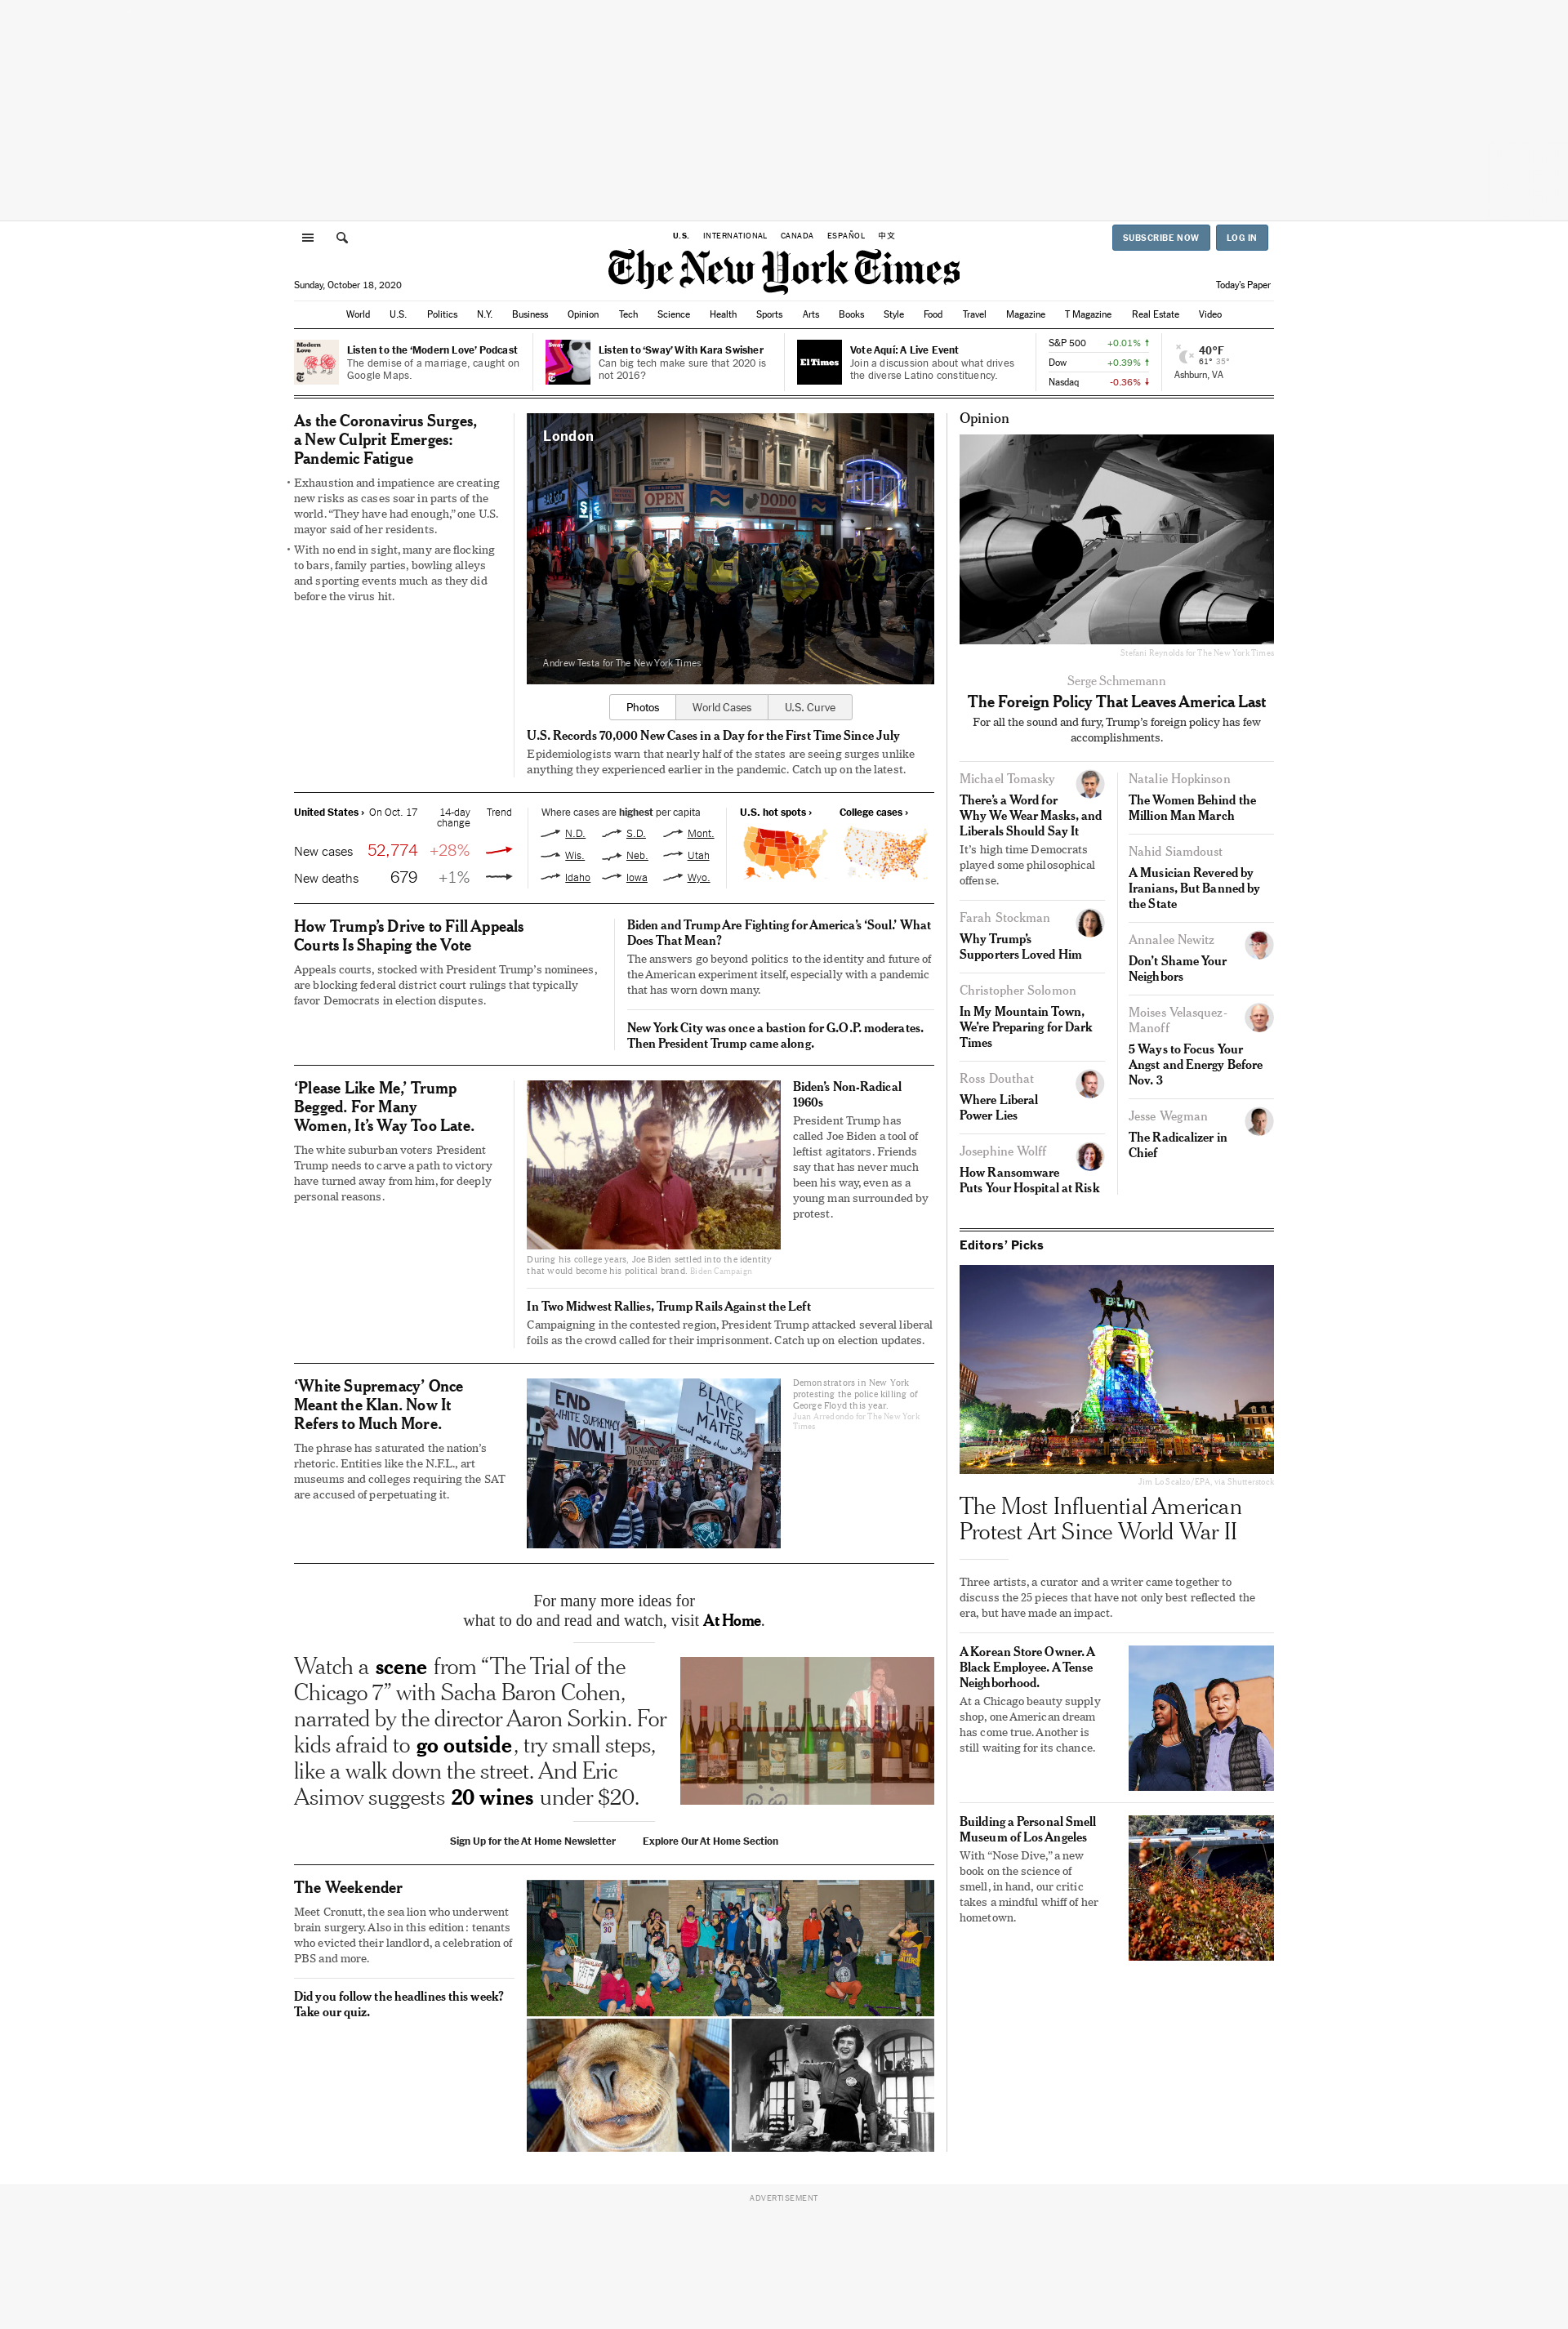 U.S. INTERNATIONAL CANADA ESPAÑOL 中文
SUBSCRIBE NOW LOG IN
The New York Times
Sunday, October 18, 2020
Today's Paper
World U.S. Politics N.Y. Business Opinion Tech Science Health Sports Arts Books Style Food Travel Magazine T Magazine Real Estate Video
Modern
Love
Listen to the ‘Modern Love’ Podcast
The demise of a marriage, caught on
Google Maps.
Sway
Listen to ‘Sway’ With Kara Swisher
Can big tech make sure that 2020 is
not 2016?
El Times
Vote Aquí: A Live Event
Join a discussion about what drives
the diverse Latino constituency.
S&P 500 +0.01%
Dow +0.39%
Nasdaq -0.36%
40°F
61° 35°
Ashburn, VA
As the Coronavirus Surges,
a New Culprit Emerges:
Pandemic Fatigue
• Exhaustion and impatience are creating
new risks as cases soar in parts of the
world. “They have had enough,” one U.S.
mayor said of her residents.
• With no end in sight, many are flocking
to bars, family parties, bowling alleys
and sporting events much as they did
before the virus hit.
London
OPEN
DODO
Andrew Testa for The New York Times
Photos World Cases U.S. Curve
U.S. Records 70,000 New Cases in a Day for the First Time Since July
Epidemiologists warn that nearly half of the states are seeing surges unlike
anything they experienced earlier in the pandemic. Catch up on the latest.
United States › On Oct. 17 14-day
change Trend
New cases 52,774 +28%
New deaths 679 +1%
Where cases are highest per capita
N.D. S.D. Mont.
Wis. Neb. Utah
Idaho Iowa Wyo.
U.S. hot spots › College cases ›
How Trump’s Drive to Fill Appeals
Courts Is Shaping the Vote
Appeals courts, stocked with President Trump’s nominees,
are blocking federal district court rulings that typically
favor Democrats in election disputes.
Biden and Trump Are Fighting for America’s ‘Soul.’ What
Does That Mean?
The answers go beyond politics to the identity and future of
the American experiment itself, especially with a pandemic
that has worn down many.
New York City was once a bastion for G.O.P. moderates.
Then President Trump came along.
‘Please Like Me,’ Trump
Begged. For Many
Women, It’s Way Too Late.
The white suburban voters President
Trump needs to carve a path to victory
have turned away from him, for deeply
personal reasons.
During his college years, Joe Biden settled into the identity
that would become his political brand. Biden Campaign
Biden’s Non-Radical
1960s
President Trump has
called Joe Biden a tool of
leftist agitators. Friends
say that has never much
been his way, even as a
young man surrounded by
protest.
In Two Midwest Rallies, Trump Rails Against the Left
Campaigning in the contested region, President Trump attacked several liberal
foils as the crowd called for their imprisonment. Catch up on election updates.
‘White Supremacy’ Once
Meant the Klan. Now It
Refers to Much More.
The phrase has saturated the nation’s
rhetoric. Entities like the N.F.L., art
museums and colleges requiring the SAT
are accused of perpetuating it.
END
WHITE SUPREMACY
NOW!
BLACK
LIVES
MATTER
Demonstrators in New York
protesting the police killing of
George Floyd this year.
Juan Arredondo for The New York
Times
For many more ideas for
what to do and read and watch, visit At Home.
Watch a scene from “The Trial of the
Chicago 7” with Sacha Baron Cohen,
narrated by the director Aaron Sorkin. For
kids afraid to go outside, try small steps,
like a walk down the street. And Eric
Asimov suggests 20 wines under $20.
Sign Up for the At Home Newsletter Explore Our At Home Section
The Weekender
Meet Cronutt, the sea lion who underwent
brain surgery. Also in this edition: tenants
who evicted their landlord, a celebration of
PBS and more.
Did you follow the headlines this week?
Take our quiz.
30
Opinion
Stefani Reynolds for The New York Times
Serge Schmemann
The Foreign Policy That Leaves America Last
For all the sound and fury, Trump’s foreign policy has few
accomplishments.
Michael Tomasky
There’s a Word for
Why We Wear Masks, and
Liberals Should Say It
It’s high time Democrats
played some philosophical
offense.
Farah Stockman
Why Trump’s
Supporters Loved Him
Christopher Solomon
In My Mountain Town,
We’re Preparing for Dark
Times
Ross Douthat
Where Liberal
Power Lies
Josephine Wolff
How Ransomware
Puts Your Hospital at Risk
Natalie Hopkinson
The Women Behind the
Million Man March
Nahid Siamdoust
A Musician Revered by
Iranians, But Banned by
the State
Annalee Newitz
Don’t Shame Your
Neighbors
Moises Velasquez-
Manoff
5 Ways to Focus Your
Angst and Energy Before
Nov. 3
Jesse Wegman
The Radicalizer in
Chief
Editors’ Picks
BLM
Jim Lo Scalzo/EPA, via Shutterstock
The Most Influential American
Protest Art Since World War II
Three artists, a curator and a writer came together to
discuss the 25 pieces that have not only best reflected the
era, but have made an impact.
A Korean Store Owner. A
Black Employee. A Tense
Neighborhood.
At a Chicago beauty supply
shop, one American dream
has come true. Another is
still waiting for its chance.
Building a Personal Smell
Museum of Los Angeles
With “Nose Dive,” a new
book on the science of
smell, in hand, our critic
takes a mindful whiff of her
hometown.
ADVERTISEMENT